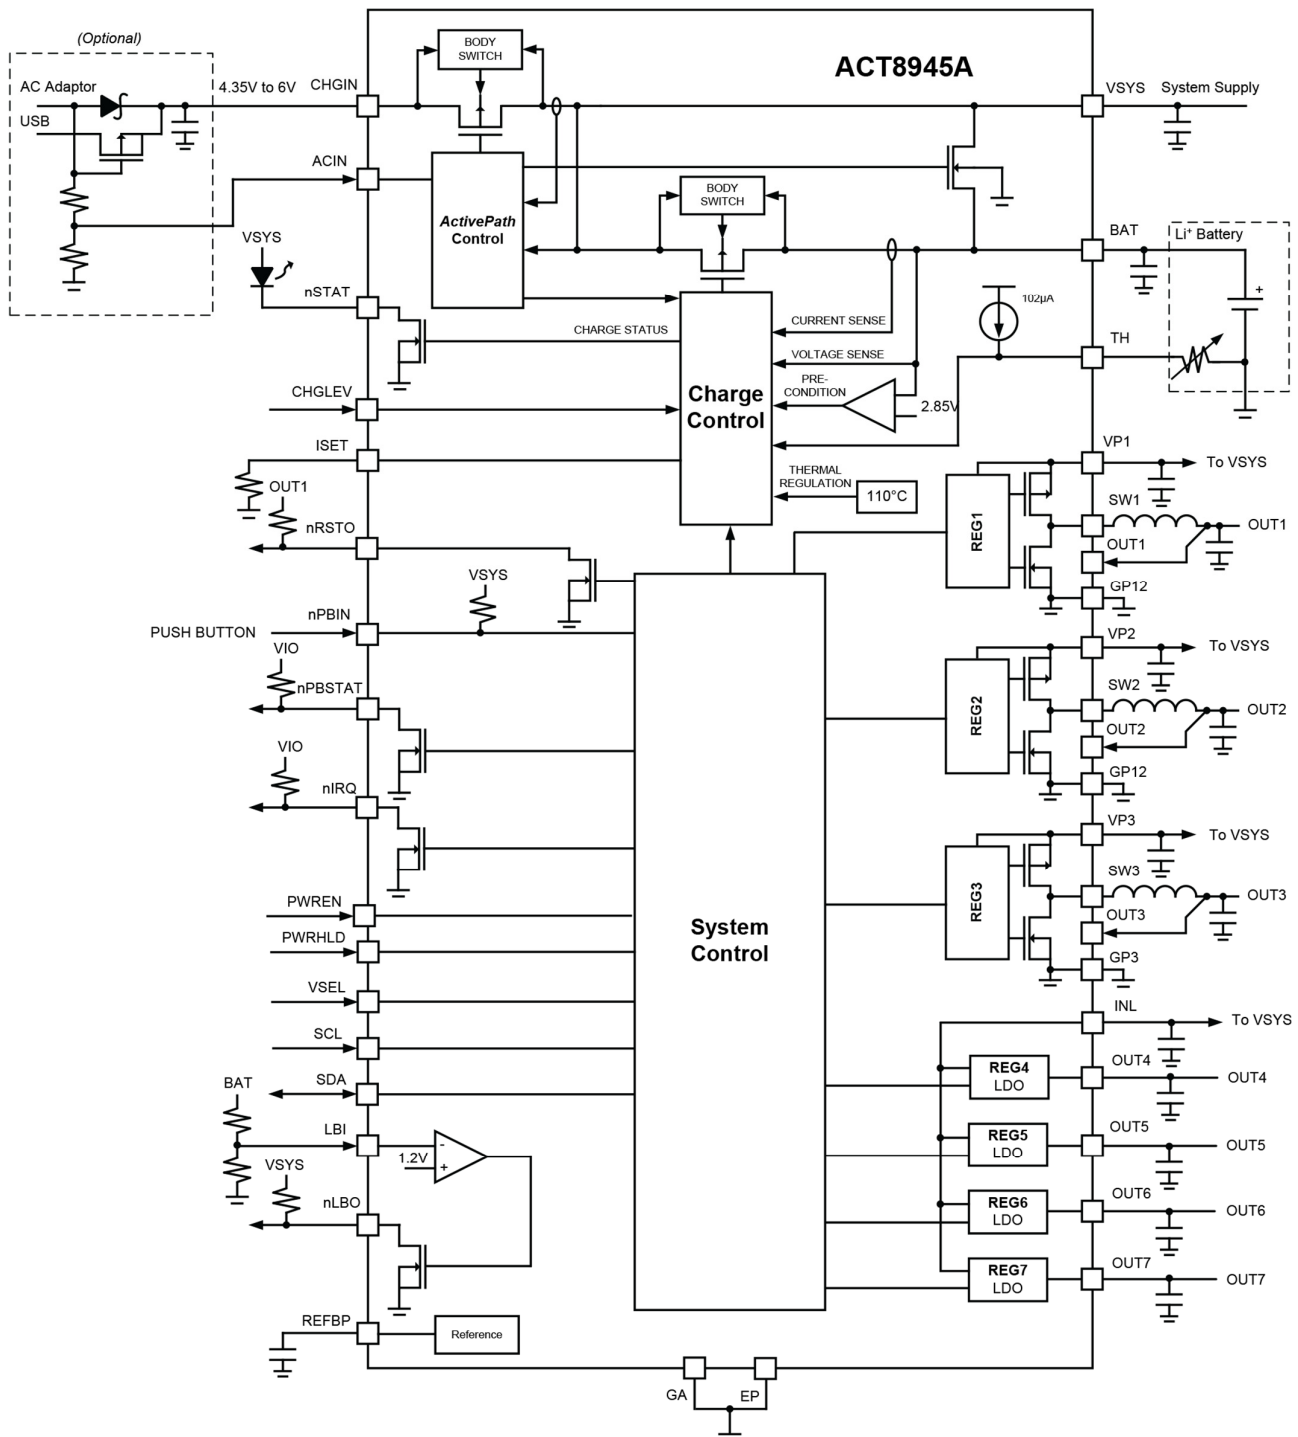 (Optional)
BODY
SWITCH
ACT8945A
AC Adaptor
4.35V to 6V
CHGIN
VSYS
System Supply
USB
ACIN
ActivePath
Control
BODY
SWITCH
VSYS
BAT
Li+ Battery
+
nSTAT
102µA
CHARGE STATUS
CURRENT SENSE
TH
VOLTAGE SENSE
PRE-
CONDITION
2.85V
Charge
Control
CHGLEV
ISET
THERMAL
REGULATION
110°C
VP1
To VSYS
OUT1
nRSTO
REG1
SW1
OUT1
OUT1
GP12
VSYS
nPBIN
PUSH BUTTON
VIO
nPBSTAT
VP2
To VSYS
REG2
SW2
OUT2
OUT2
GP12
VIO
nIRQ
VP3
To VSYS
REG3
SW3
OUT3
OUT3
GP3
PWREN
PWRHLD
System
Control
VSEL
INL
To VSYS
SCL
REG4
LDO
OUT4
OUT4
SDA
BAT
LBI
1.2V
-
+
REG5
LDO
OUT5
OUT5
VSYS
nLBO
REG6
LDO
OUT6
OUT6
REG7
LDO
OUT7
OUT7
REFBP
Reference
GA
EP